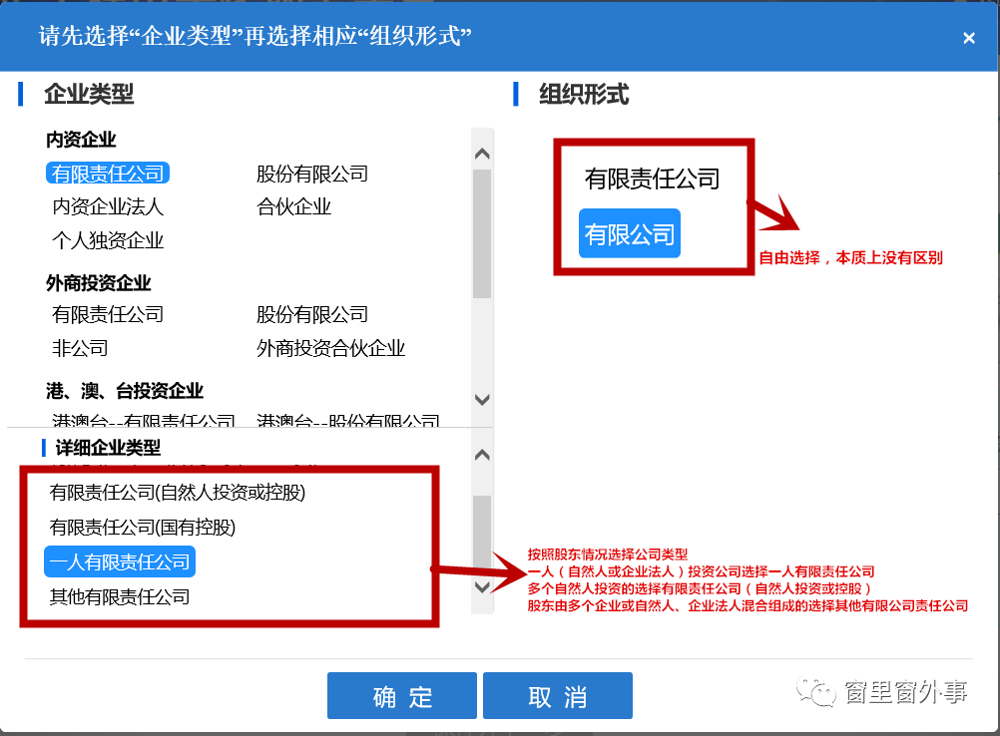 请先选择“企业类型”再选择相应“组织形式”
×
企业类型
内资企业
有限责任公司 股份有限公司
内资企业法人 合伙企业
个人独资企业
外商投资企业
有限责任公司 股份有限公司
非公司 外商投资合伙企业
港、澳、台投资企业
港澳台--有限责任公司 港澳台--股份有限公司
详细企业类型
有限责任公司(自然人投资或控股)
有限责任公司(国有控股)
一人有限责任公司
其他有限责任公司
组织形式
有限责任公司
有限公司
自由选择，本质上没有区别
按照股东情况选择公司类型
一人（自然人或企业法人）投资公司选择一人有限责任公司
多个自然人投资的选择有限责任公司（自然人投资或控股）
股东由多个企业或自然人、企业法人混合组成的选择其他有限公司责任公司
确 定 取 消
窗里窗外事